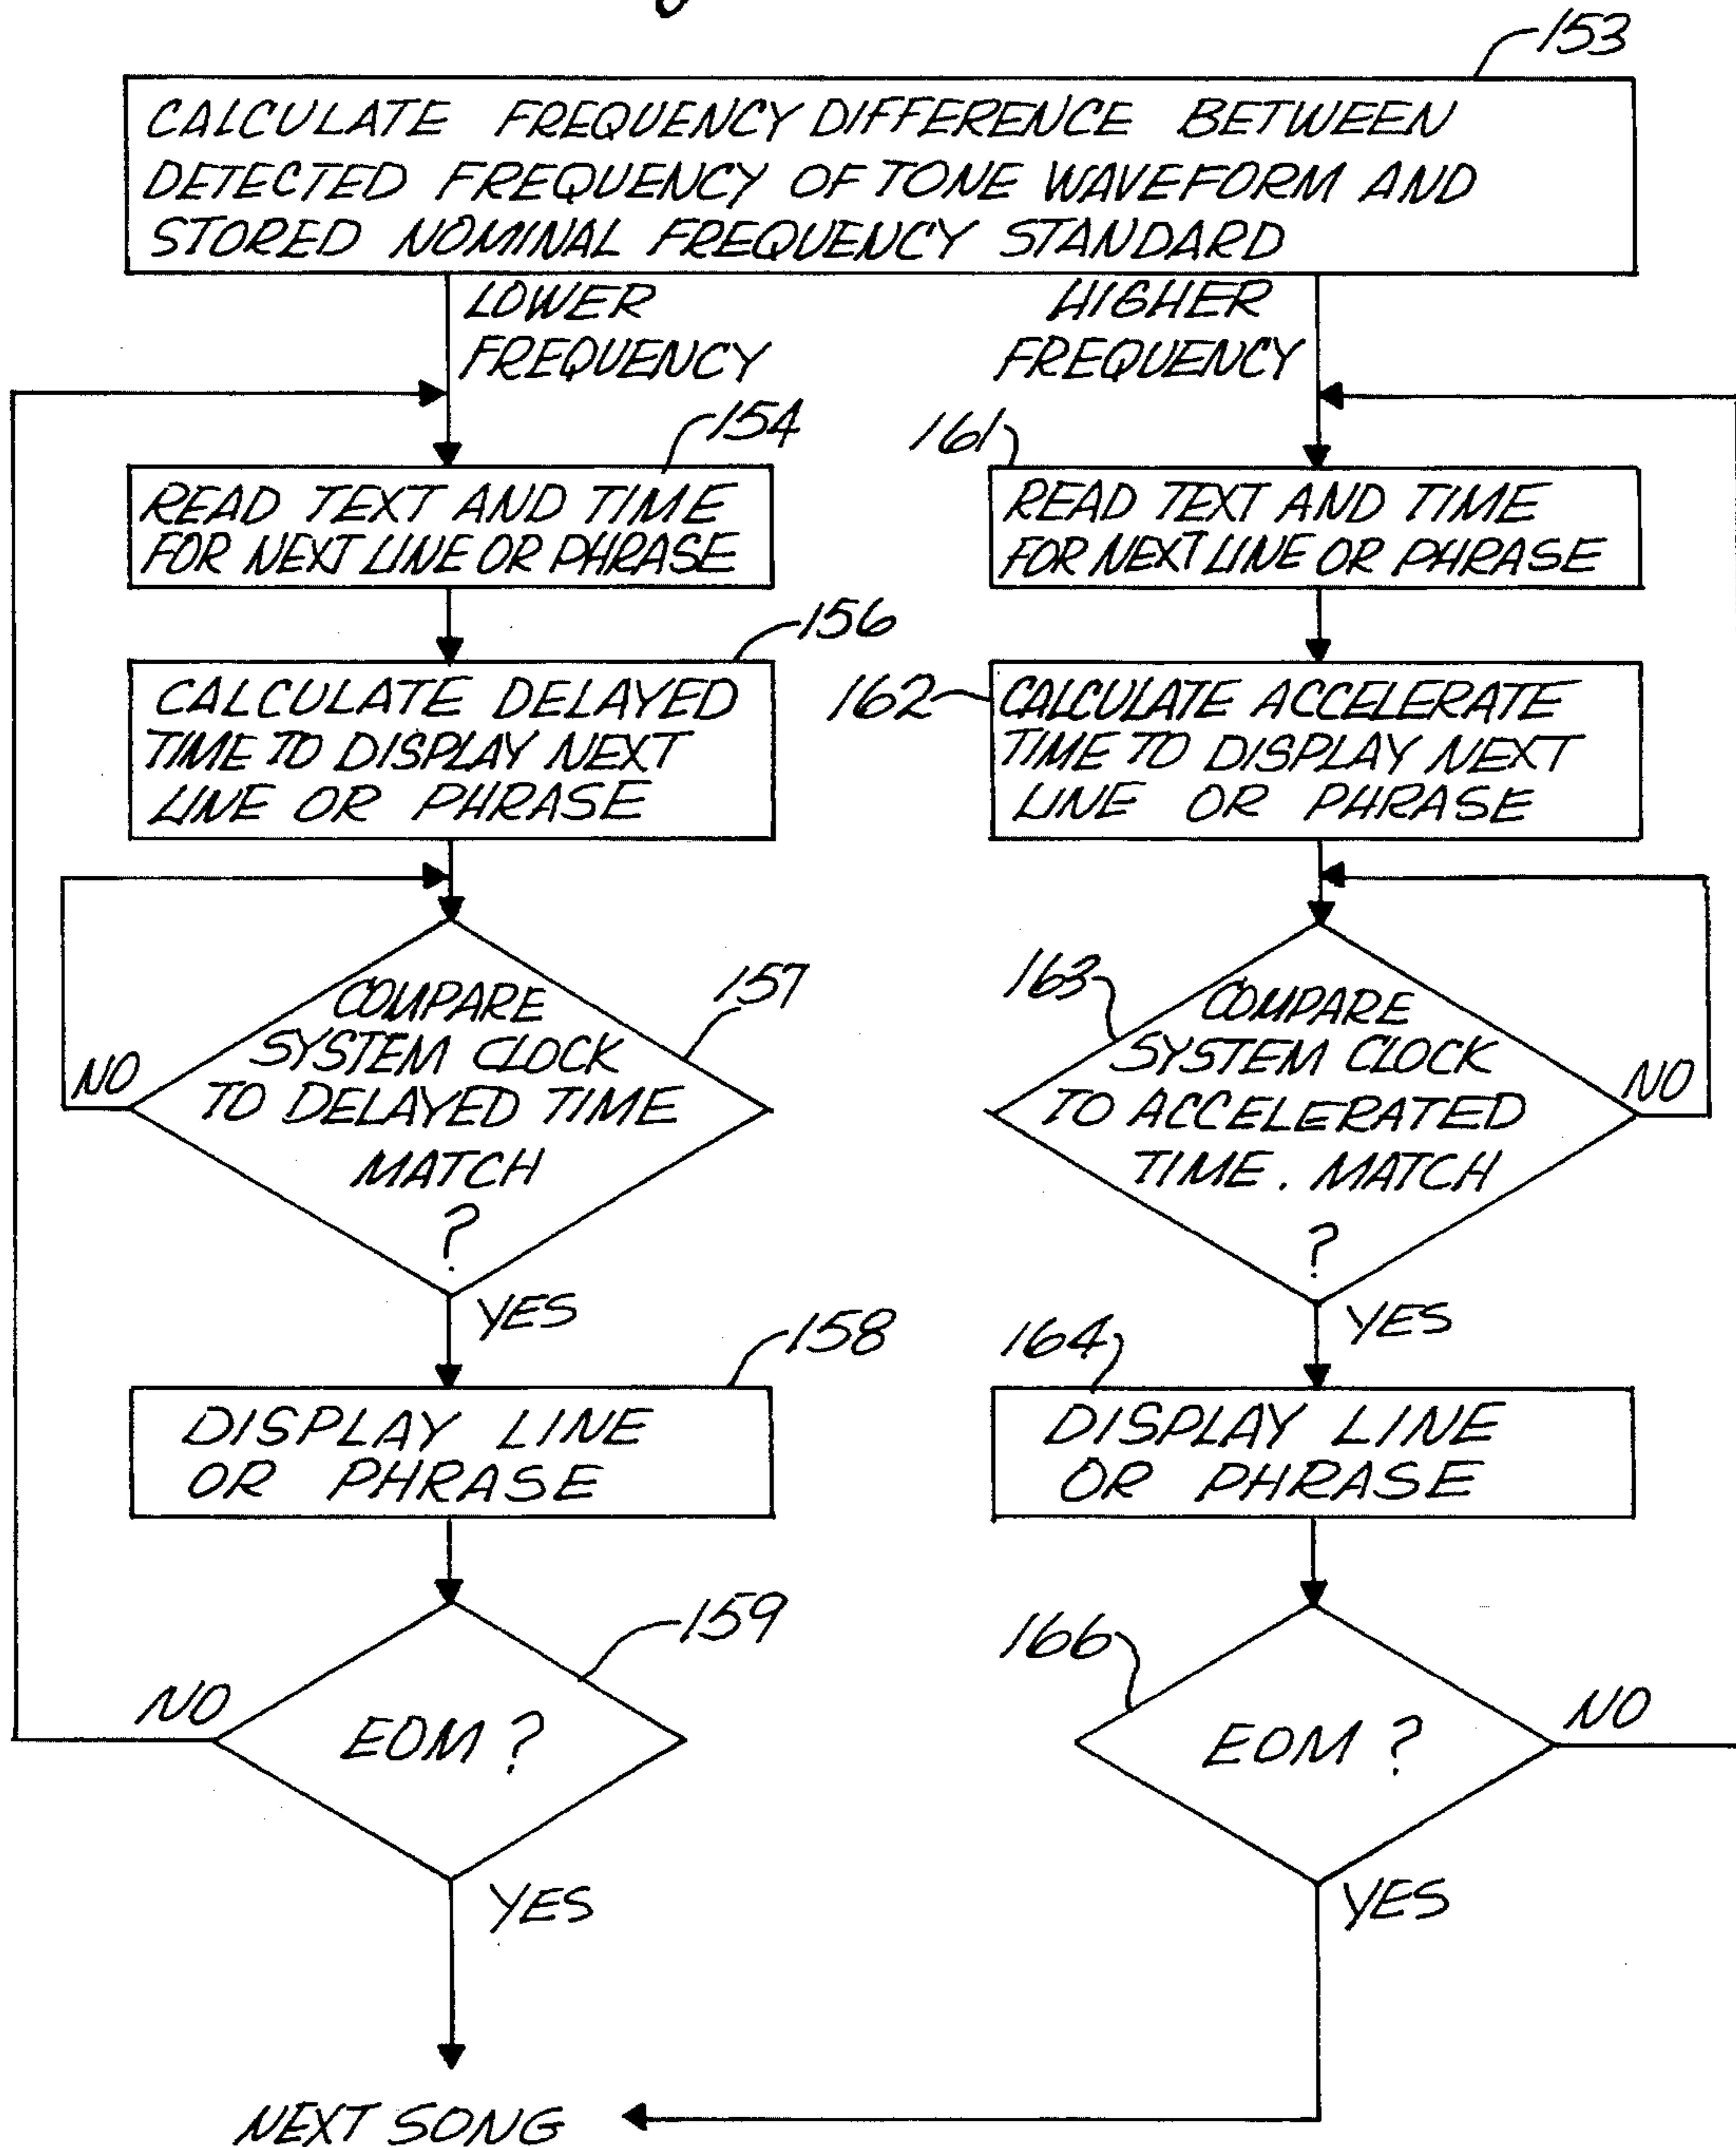 153
CALCULATE FREQUENCY DIFFERENCE BETWEEN
DETECTED FREQUENCY OF TONE WAVEFORM AND
STORED NOMINAL FREQUENCY STANDARD
LOWER
FREQUENCY
HIGHER
FREQUENCY
154
READ TEXT AND TIME
FOR NEXT LINE OR PHRASE
156
CALCULATE DELAYED
TIME TO DISPLAY NEXT
LINE OR PHRASE
157
COMPARE
SYSTEM CLOCK
TO DELAYED TIME
MATCH
?
NO
YES
158
DISPLAY LINE
OR PHRASE
159
EOM ?
NO
YES
161
READ TEXT AND TIME
FOR NEXT LINE OR PHRASE
162
CALCULATE ACCELERATE
TIME TO DISPLAY NEXT
LINE OR PHRASE
163
COMPARE
SYSTEM CLOCK
TO ACCELERATED
TIME. MATCH
?
NO
YES
164
DISPLAY LINE
OR PHRASE
166
EOM ?
NO
YES
NEXT SONG